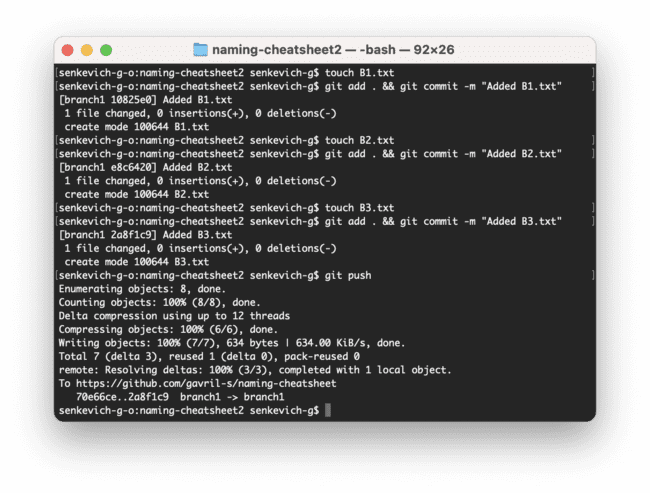 naming-cheatsheet2 — -bash — 92×26
[senkevich-g-o:naming-cheatsheet2 senkevich-g$ touch B1.txt ]
[senkevich-g-o:naming-cheatsheet2 senkevich-g$ git add . && git commit -m "Added B1.txt" ]
[branch1 10825e0] Added B1.txt
1 file changed, 0 insertions(+), 0 deletions(-)
create mode 100644 B1.txt
[senkevich-g-o:naming-cheatsheet2 senkevich-g$ touch B2.txt ]
[senkevich-g-o:naming-cheatsheet2 senkevich-g$ git add . && git commit -m "Added B2.txt" ]
[branch1 e8c6420] Added B2.txt
1 file changed, 0 insertions(+), 0 deletions(-)
create mode 100644 B2.txt
[senkevich-g-o:naming-cheatsheet2 senkevich-g$ touch B3.txt ]
[senkevich-g-o:naming-cheatsheet2 senkevich-g$ git add . && git commit -m "Added B3.txt" ]
[branch1 2a8f1c9] Added B3.txt
1 file changed, 0 insertions(+), 0 deletions(-)
create mode 100644 B3.txt
[senkevich-g-o:naming-cheatsheet2 senkevich-g$ git push ]
Enumerating objects: 8, done.
Counting objects: 100% (8/8), done.
Delta compression using up to 12 threads
Compressing objects: 100% (6/6), done.
Writing objects: 100% (7/7), 634 bytes | 634.00 KiB/s, done.
Total 7 (delta 3), reused 1 (delta 0), pack-reused 0
remote: Resolving deltas: 100% (3/3), completed with 1 local object.
To https://github.com/gavril-s/naming-cheatsheet
70e66ce..2a8f1c9 branch1 -> branch1
senkevich-g-o:naming-cheatsheet2 senkevich-g$